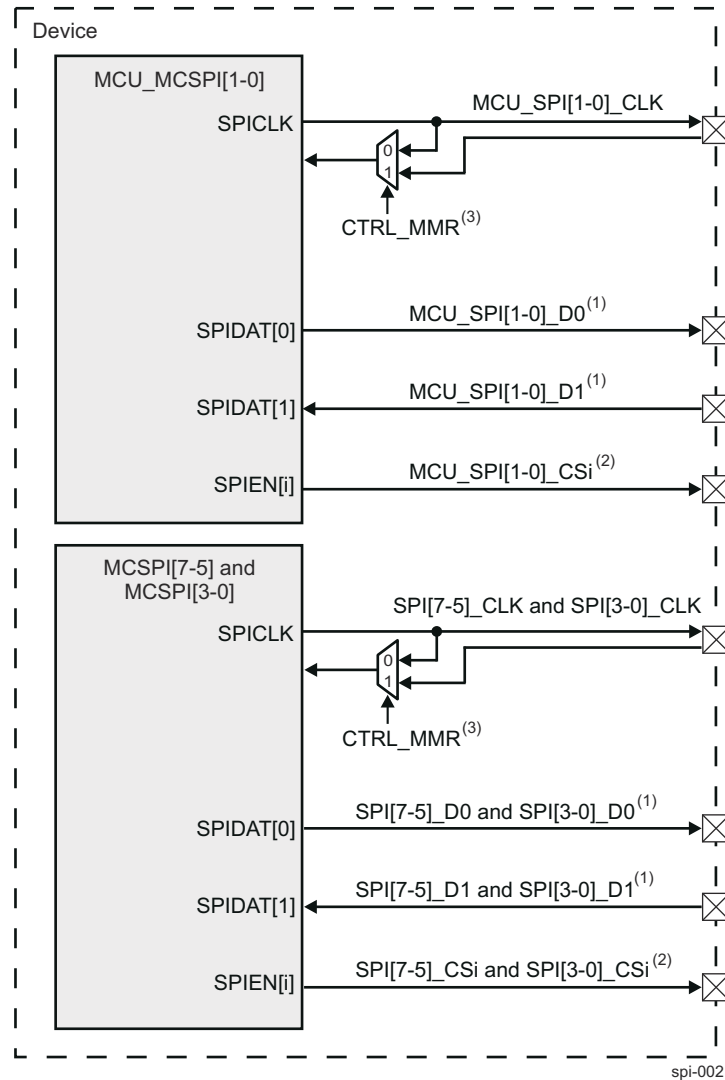 Device
MCU_MCSPI[1-0]
SPICLK
MCU_SPI[1-0]_CLK
0
1
CTRL_MMR(3)
SPIDAT[0]
MCU_SPI[1-0]_D0(1)
SPIDAT[1]
MCU_SPI[1-0]_D1(1)
SPIEN[i]
MCU_SPI[1-0]_CSi(2)
MCSPI[7-5] and
MCSPI[3-0]
SPICLK
SPI[7-5]_CLK and SPI[3-0]_CLK
0
1
CTRL_MMR(3)
SPIDAT[0]
SPI[7-5]_D0 and SPI[3-0]_D0(1)
SPIDAT[1]
SPI[7-5]_D1 and SPI[3-0]_D1(1)
SPIEN[i]
SPI[7-5]_CSi and SPI[3-0]_CSi(2)
spi-002